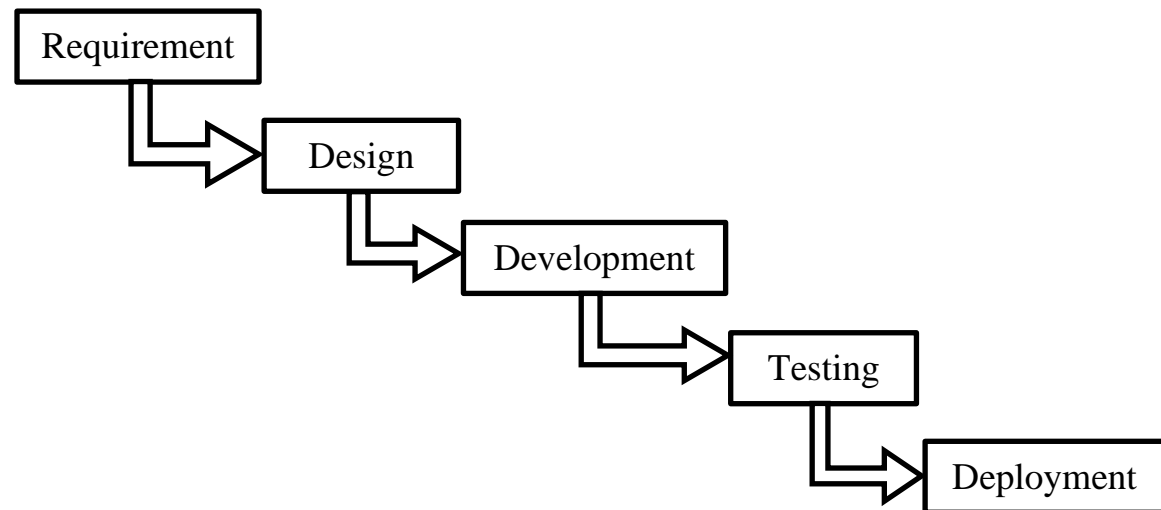 Requirement
Design
Development
Testing
Deployment